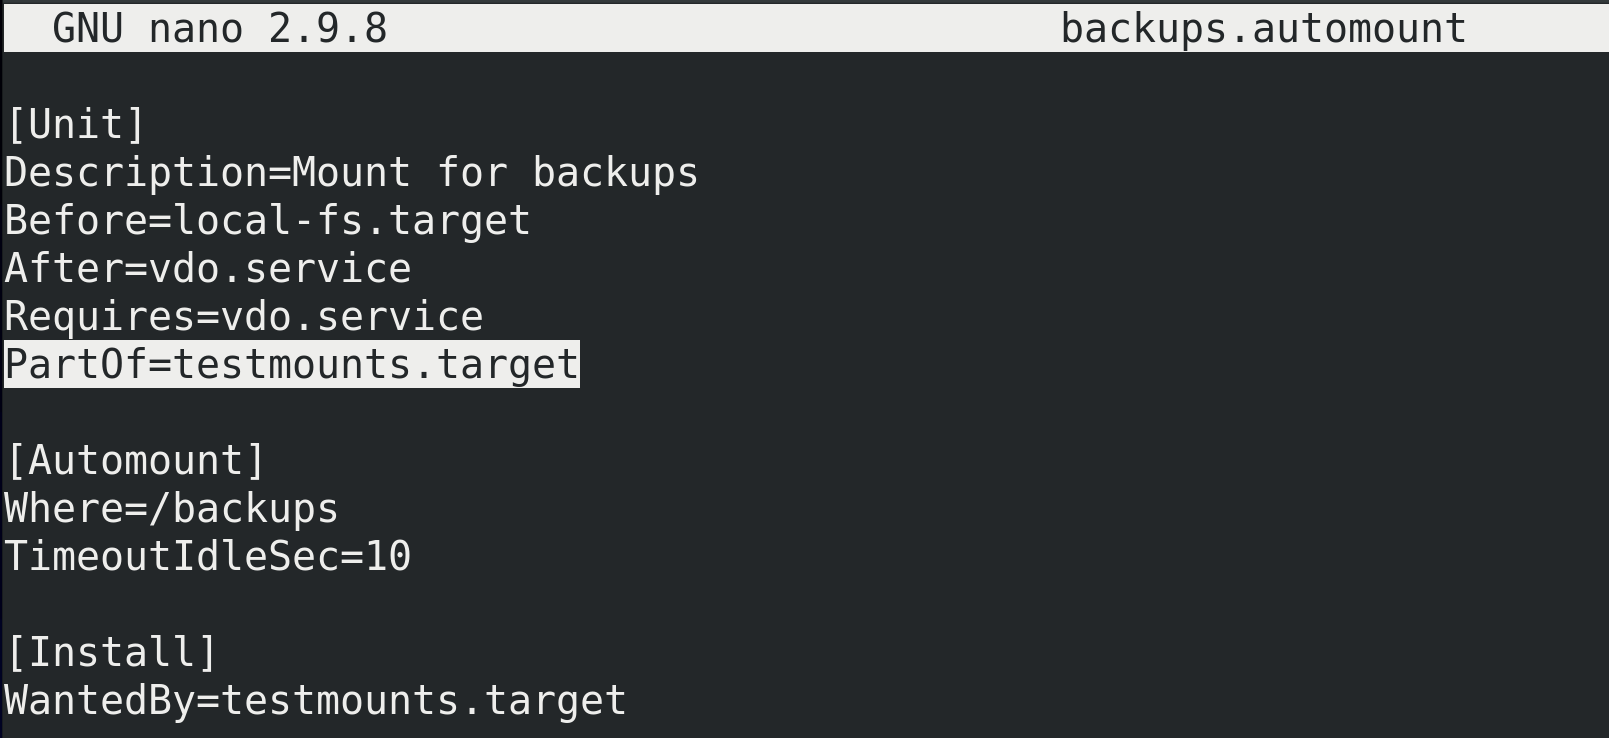 GNU nano 2.9.8 backups.automount
[Unit]
Description=Mount for backups
Before=local-fs.target
After=vdo.service
Requires=vdo.service
PartOf=testmounts.target
[Automount]
Where=/backups
TimeoutIdleSec=10
[Install]
WantedBy=testmounts.target